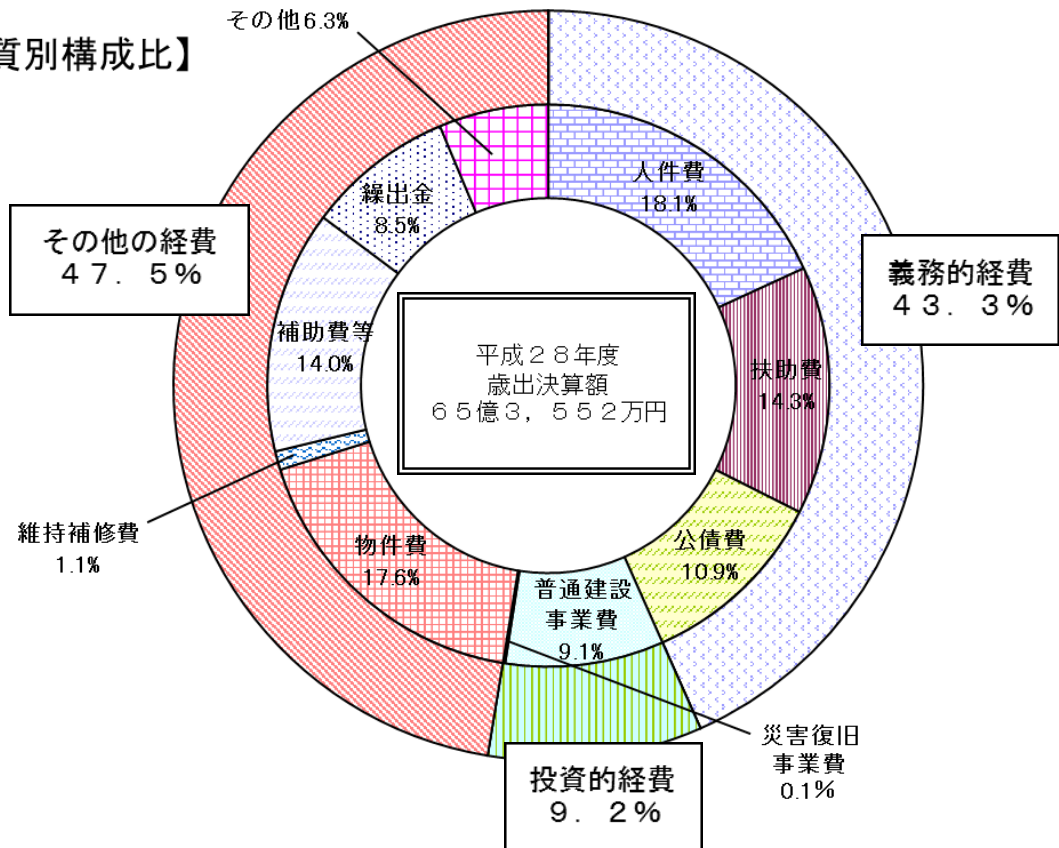 質別構成比】
その他6.3%
人件費
18.1%
繰出金
8.5%
その他の経費
４７．５％
義務的経費
４３．３％
補助費等
14.0%
平成２８年度
歳出決算額
６５億３，５５２万円
扶助費
14.3%
維持補修費
1.1%
物件費
17.6%
公債費
10.9%
普通建設
事業費
9.1%
災害復旧
事業費
0.1%
投資的経費
９．２％